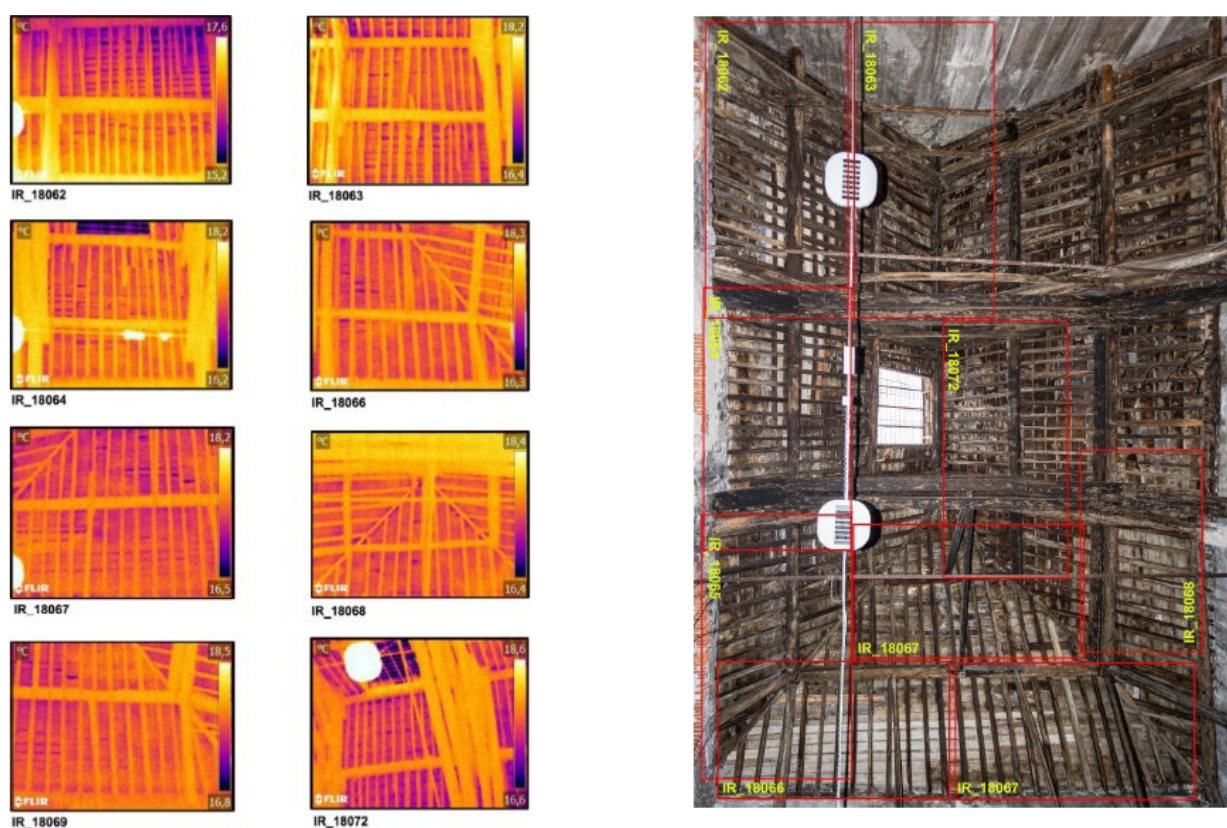 °C 17,6
15,2
FLIR
IR_18062
°C 18,2
16,4
FLIR
IR_18063
°C 18,2
16,2
FLIR
IR_18064
°C 18,3
16,3
FLIR
IR_18066
°C 18,2
16,5
FLIR
IR_18067
°C 18,4
16,4
FLIR
IR_18068
°C 18,5
16,8
FLIR
IR_18069
°C 18,6
16,6
FLIR
IR_18072
IR_18062
IR_18063
IR_18072
IR_18065
IR_18068
IR_18067
IR_18066
IR_18067